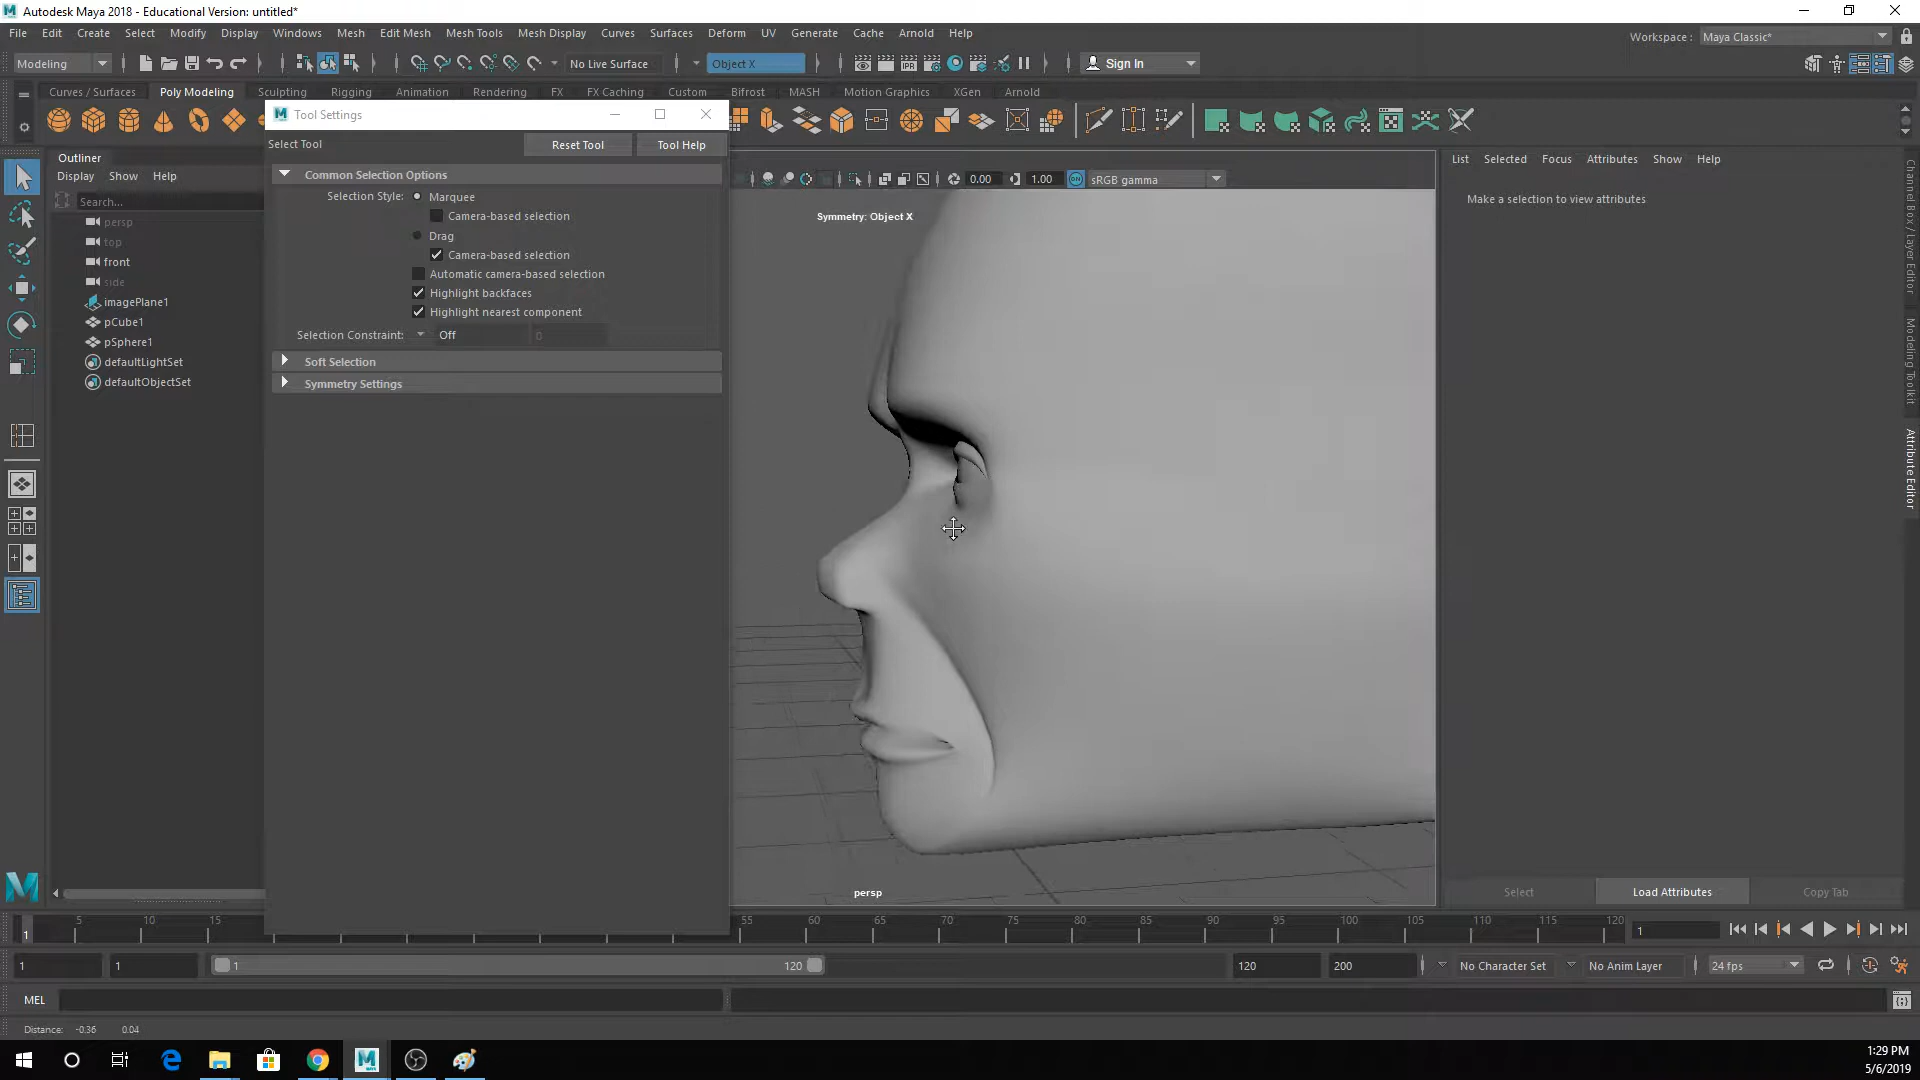 Autodesk Maya 2018 - Educational Version: untitled*
File Edit Create Select Modify Display Windows Mesh Edit Mesh Mesh Tools Mesh Display Curves Surfaces Deform UV Generate Cache Arnold Help
Workspace : Maya Classic*
Modeling No Live Surface Object X Sign In
Curves / Surfaces Poly Modeling Sculpting Rigging Animation Rendering FX FX Caching Custom Bifrost MASH Motion Graphics XGen Arnold
Tool Settings
Select Tool Reset Tool Tool Help
Common Selection Options
Selection Style: Marquee
Camera-based selection
Drag
Camera-based selection
Automatic camera-based selection
Highlight backfaces
Highlight nearest component
Selection Constraint: Off 0
Soft Selection
Symmetry Settings
Outliner
Display Show Help
Search...
persp
top
front
side
imagePlane1
pCube1
pSphere1
defaultLightSet
defaultObjectSet
0.00 1.00 ON sRGB gamma
Symmetry: Object X
persp
List Selected Focus Attributes Show Help
Make a selection to view attributes
Select Load Attributes Copy Tab
Channel Box / Layer Editor
Modeling Toolkit
Attribute Editor
1 5 10 15 55 60 65 70 75 80 85 90 95 100 105 110 115 120 1
1 1 1 120 120 200 No Character Set No Anim Layer 24 fps
MEL
Distance: -0.36 0.04
1:29 PM
5/6/2019